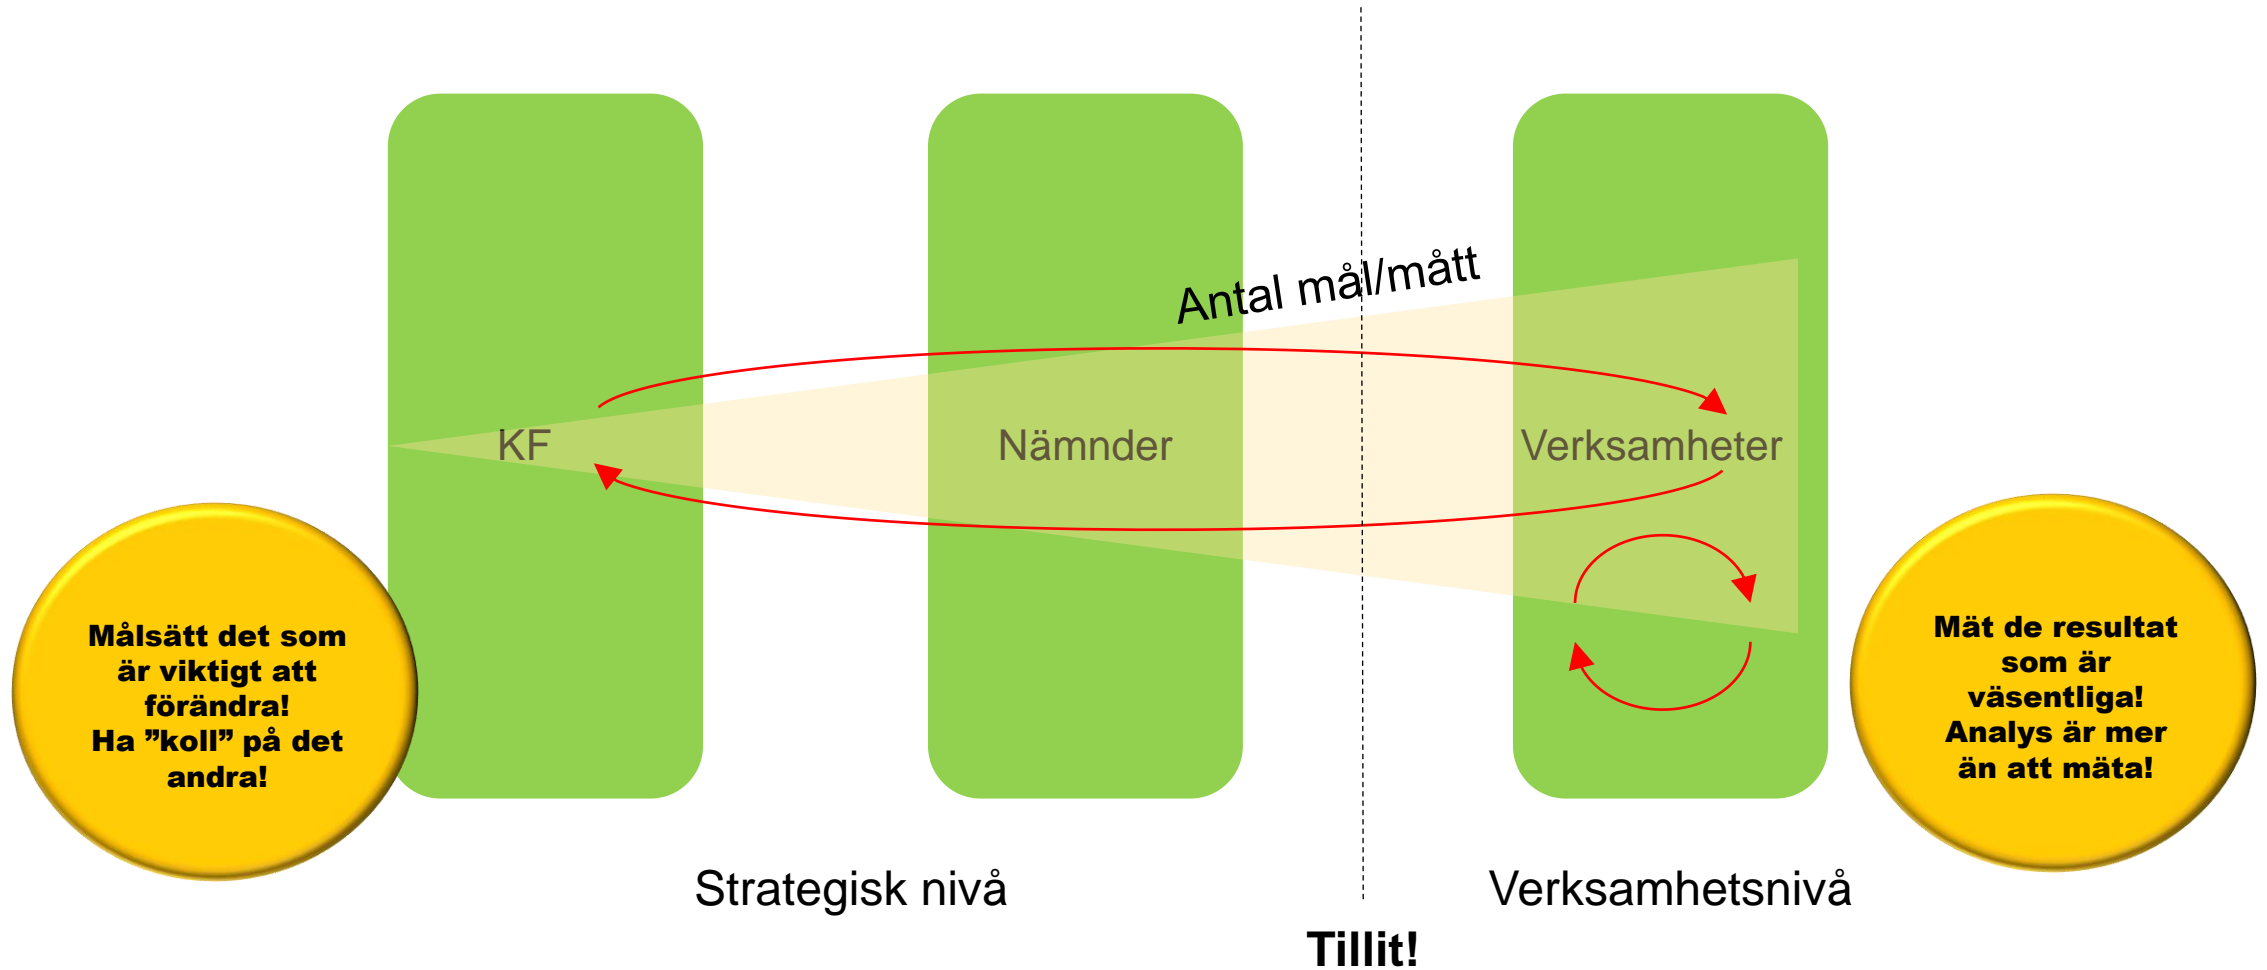 Antal mål/mått
KF
Nämnder
Verksamheter
Målsätt det som
är viktigt att
förändra!
Ha ”koll” på det
andra!
Mät de resultat
som är
väsentliga!
Analys är mer
än att mäta!
Strategisk nivå
Verksamhetsnivå
Tillit!